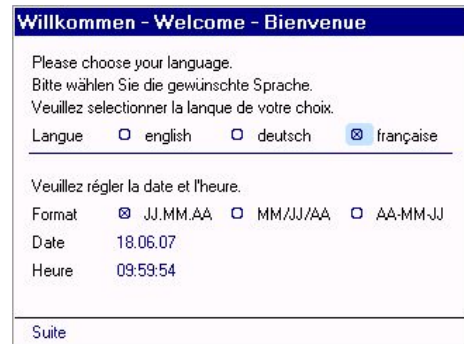 Willkommen - Welcome - Bienvenue
Please choose your language.
Bitte wählen Sie die gewünschte Sprache.
Veuillez selectionner la lanque de votre choix.
Langue english deutsch française
Veuillez régler la date et l'heure.
Format JJ.MM.AA MM/JJ/AA AA-MM-JJ
Date 18.06.07
Heure 09:59:54
Suite